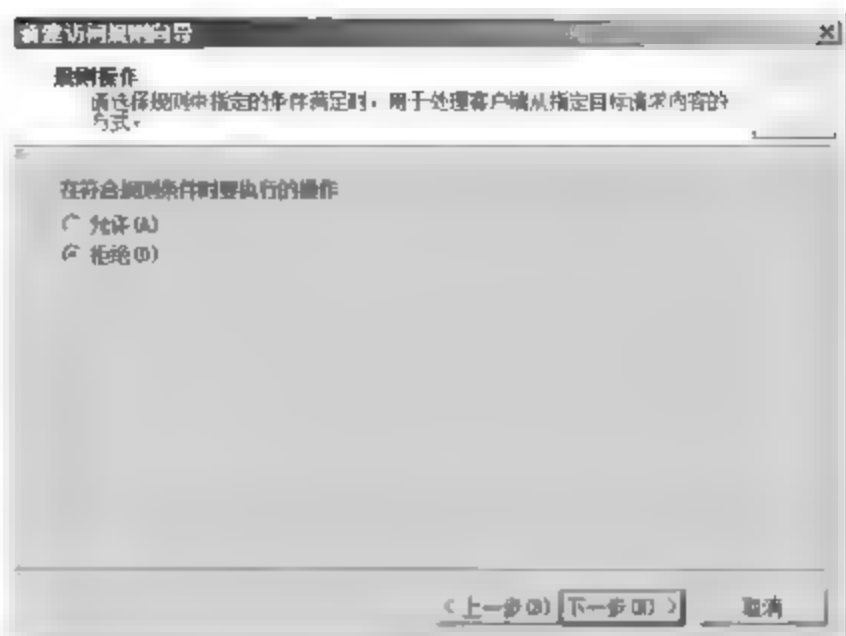 新建访问规则向导
规则操作
请选择规则中指定的条件满足时，用于处理客户端从指定目标请求内容的
方式。
在符合规则条件时要执行的操作
允许(A)
拒绝(D)
<上一步(B) 下一步(N) > 取消